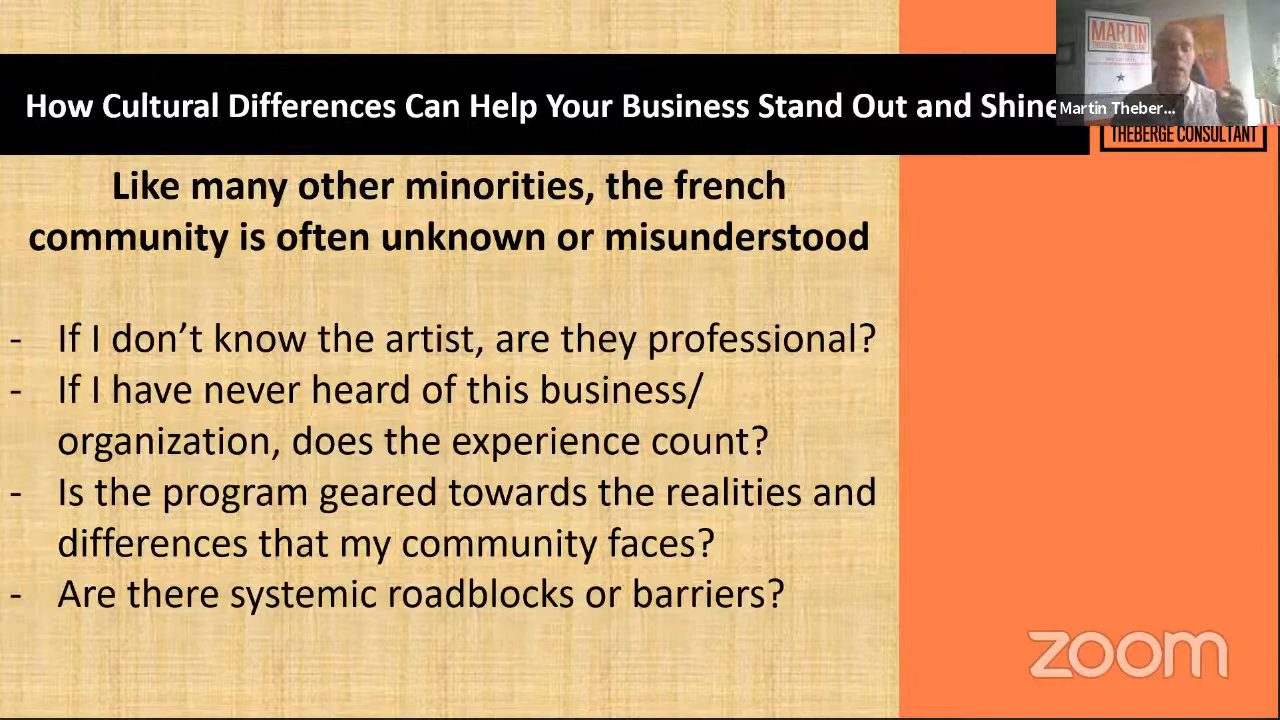 How Cultural Differences Can Help Your Business Stand Out and Shine
MARTIN
THEBERGE CONSULTANT
Martin Theber...
THEBERGE CONSULTANT
Like many other minorities, the french
community is often unknown or misunderstood
- If I don’t know the artist, are they professional?
- If I have never heard of this business/
organization, does the experience count?
- Is the program geared towards the realities and
differences that my community faces?
- Are there systemic roadblocks or barriers?
zoom